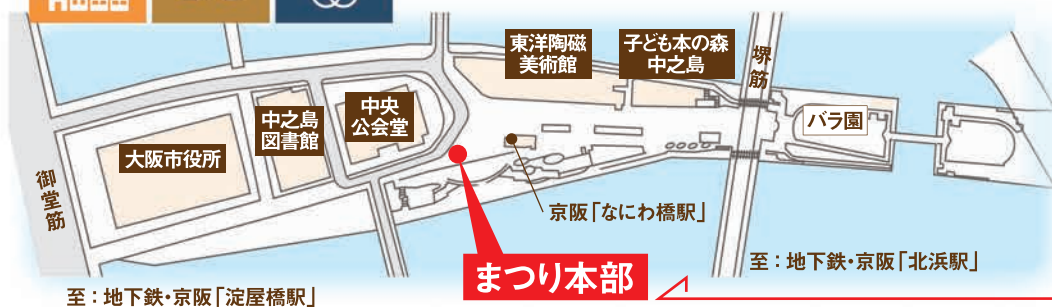 東洋陶磁
美術館
子ども本の森
中之島
堺筋
中之島
図書館
中央
公会堂
バラ園
大阪市役所
御堂筋
京阪「なにわ橋駅」
まつり本部
至：地下鉄・京阪「北浜駅」
至：地下鉄・京阪「淀屋橋駅」